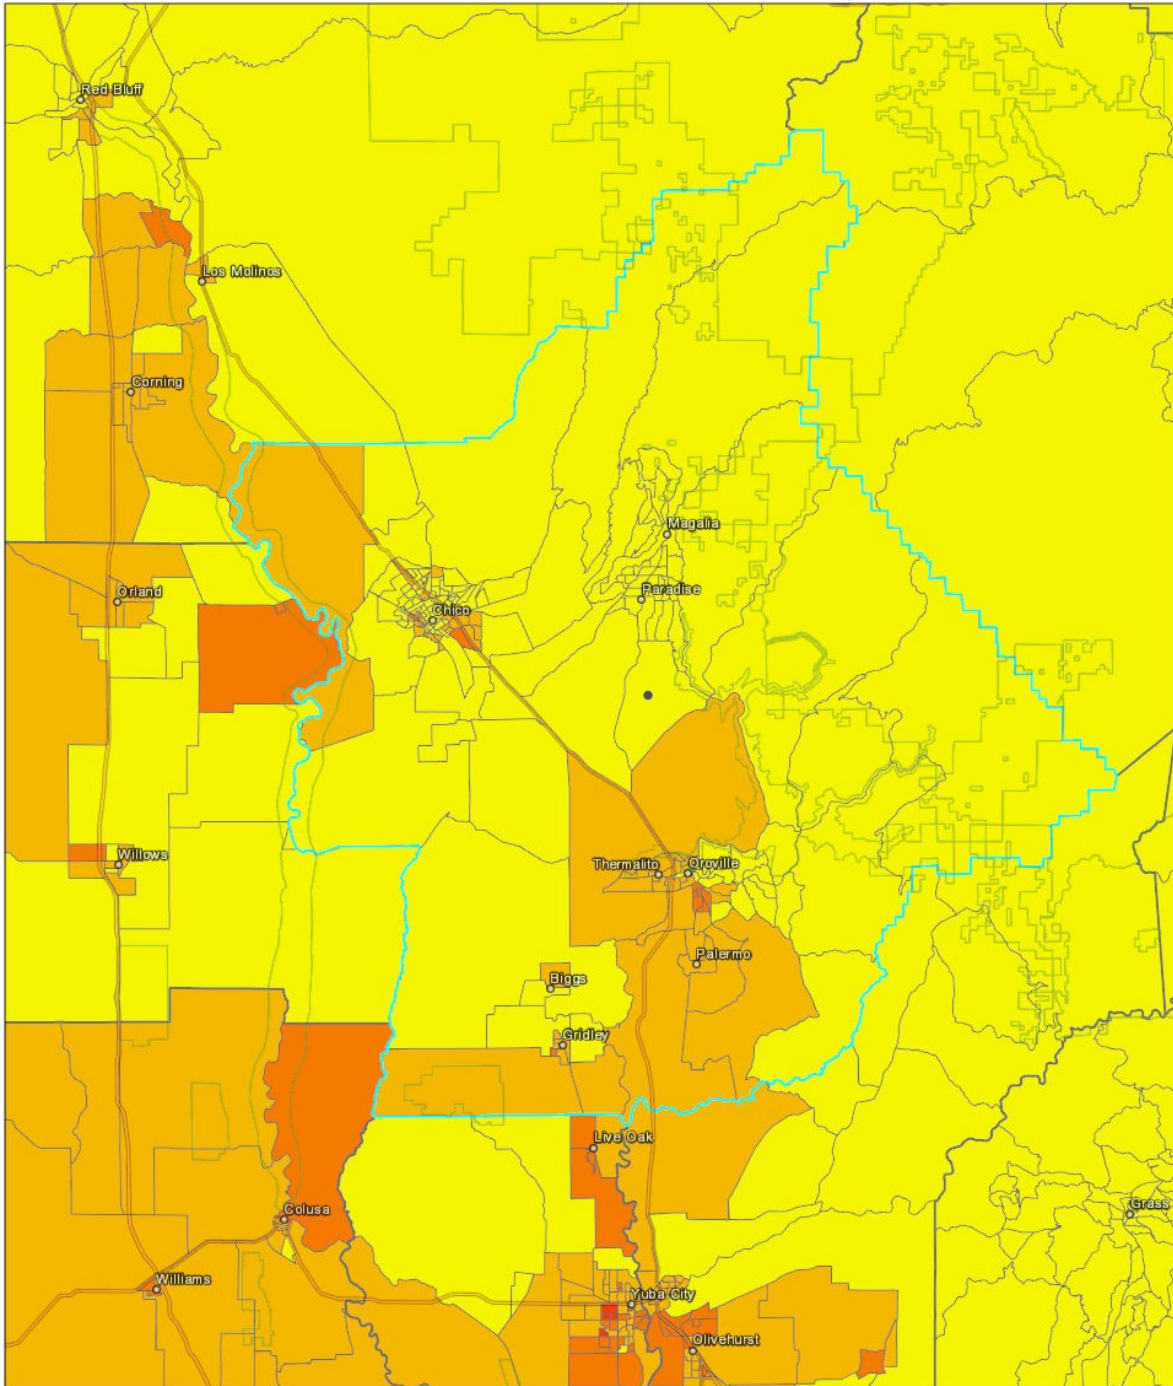 Red Bluff
Los Molinos
Corning
Magalia
Orland
Paradise
Chico
Willows
Thermalito
Oroville
Palermo
Biggs
Gridley
Live Oak
Colusa
Grass
Williams
Yuba City
Olivehurst